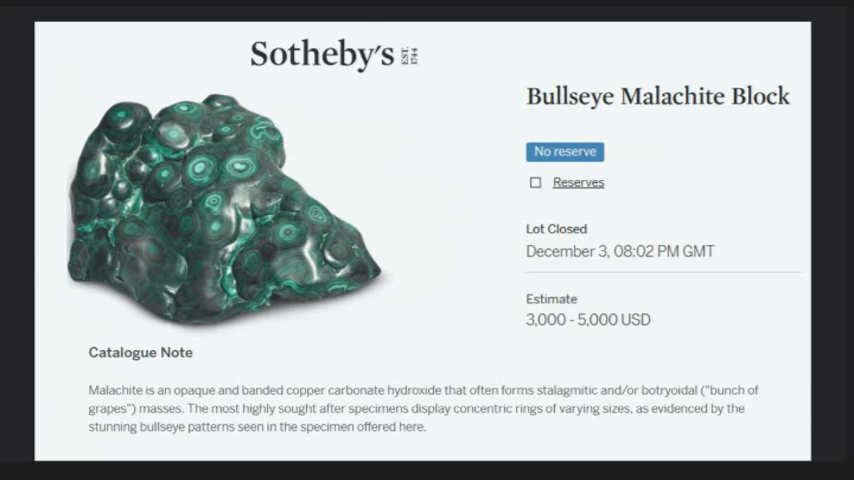 Sotheby's EST. 1744
Bullseye Malachite Block
No reserve
Reserves
Lot Closed
December 3, 08:02 PM GMT
Estimate
3,000 - 5,000 USD
Catalogue Note
Malachite is an opaque and banded copper carbonate hydroxide that often forms stalagmitic and/or botryoidal ("bunch of
grapes") masses. The most highly sought after specimens display concentric rings of varying sizes, as evidenced by the
stunning bullseye patterns seen in the specimen offered here.